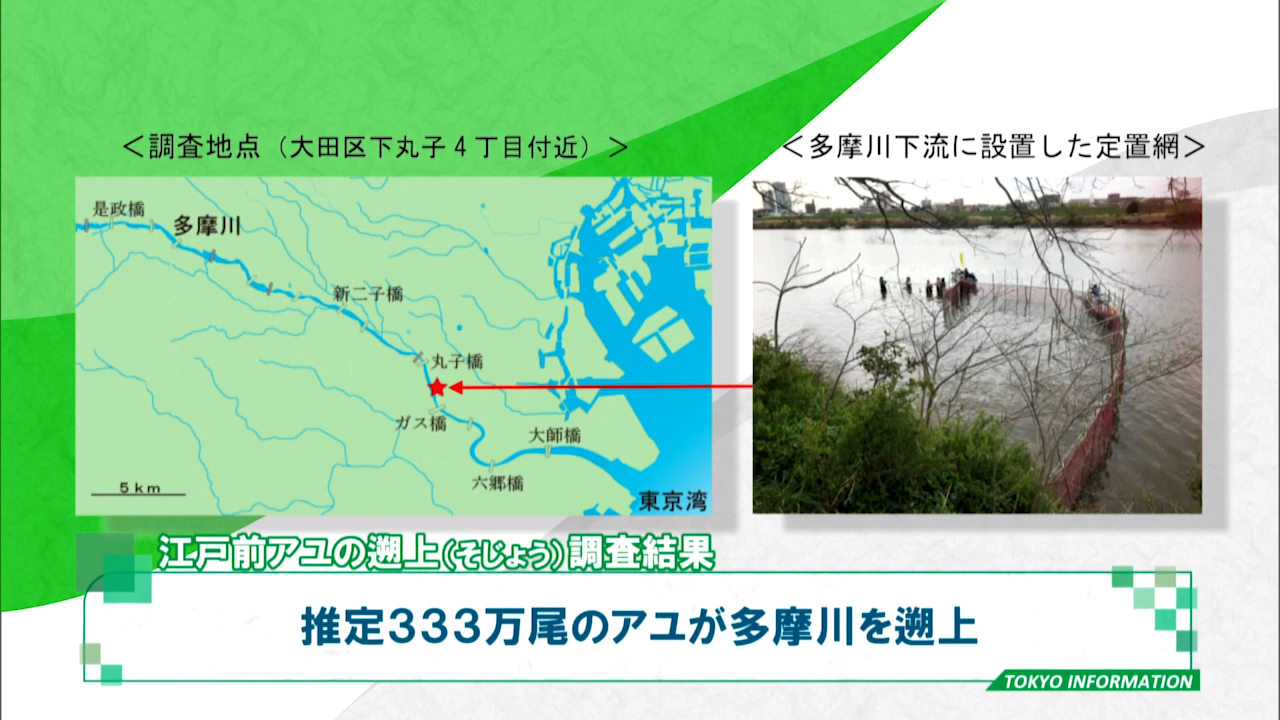 ＜調査地点（大田区下丸子４丁目付近）＞
＜多摩川下流に設置した定置網＞
是政橋
多摩川
新二子橋
丸子橋
ガス橋
大師橋
六郷橋
5 km
東京湾
江戸前アユの遡上（そじょう）調査結果
推定３３３万尾のアユが多摩川を遡上
TOKYO INFORMATION